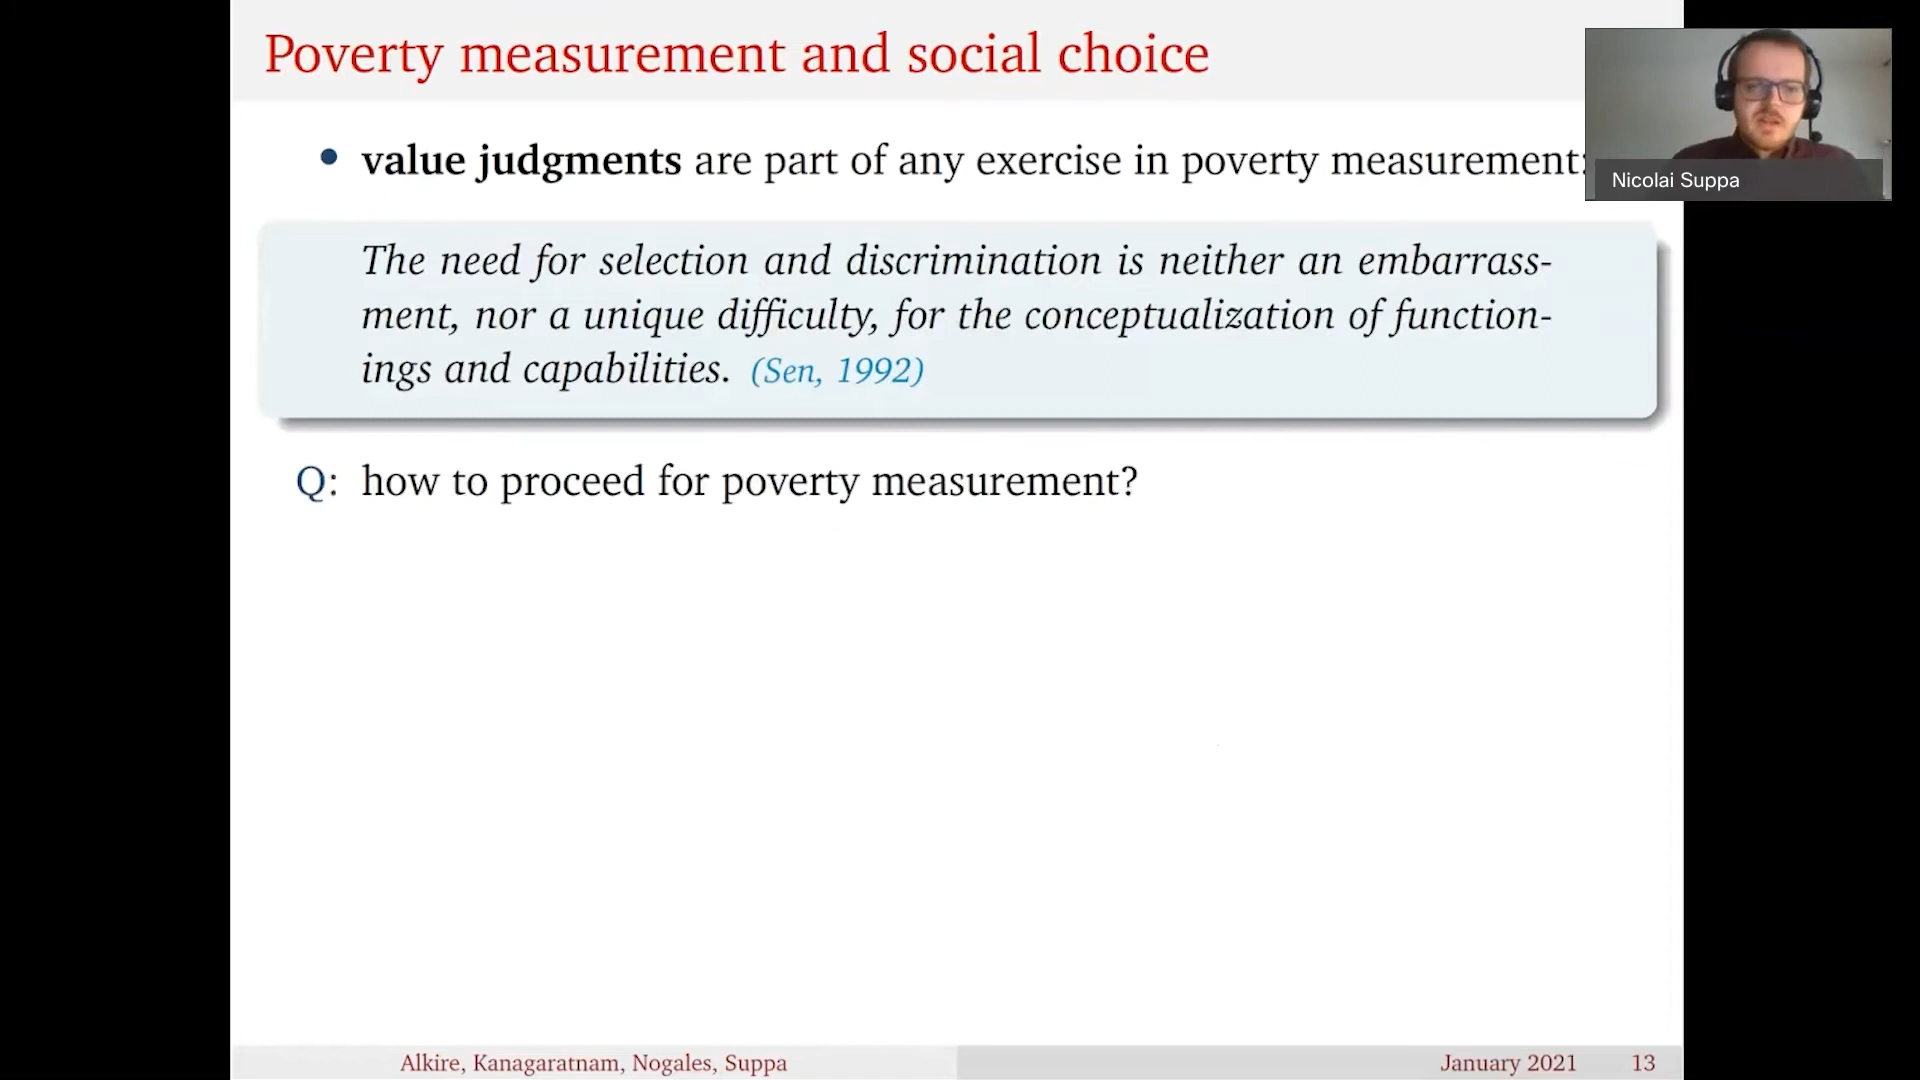 Poverty measurement and social choice
Nicolai Suppa
• value judgments are part of any exercise in poverty measurement:
The need for selection and discrimination is neither an embarrass-
ment, nor a unique difficulty, for the conceptualization of function-
ings and capabilities. (Sen, 1992)
Q: how to proceed for poverty measurement?
Alkire, Kanagaratnam, Nogales, Suppa
January 2021 13